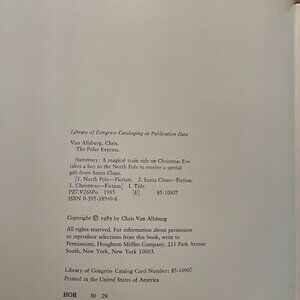 Library of Congress Cataloging in Publication Data
Van Allsburg, Chris.
The Polar Express.
Summary: A magical train ride on Christmas Eve
takes a boy to the North Pole to receive a special
gift from Santa Claus.
[1. North Pole—Fiction. 2. Santa Claus—Fiction.
3. Christmas—Fiction] I. Title.
PZ7.V266Po 1985 [E] 85-10907
ISBN 0-395-38949-6
Copyright © 1985 by Chris Van Allsburg
All rights reserved. For information about permission
to reproduce selections from this book, write to
Permissions, Houghton Mifflin Company, 215 Park Avenue
South, New York, New York 10003.
Library of Congress Catalog Card Number: 85-10907
Printed in the United States of America
HOR 30 29